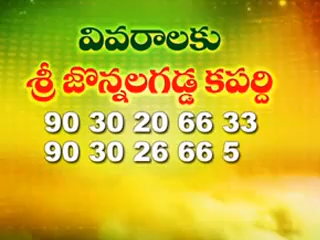 వివరాలకు
శ్రీ జొన్నలగడ్డ కపర్ది
90 30 20 66 33
90 30 26 66 5